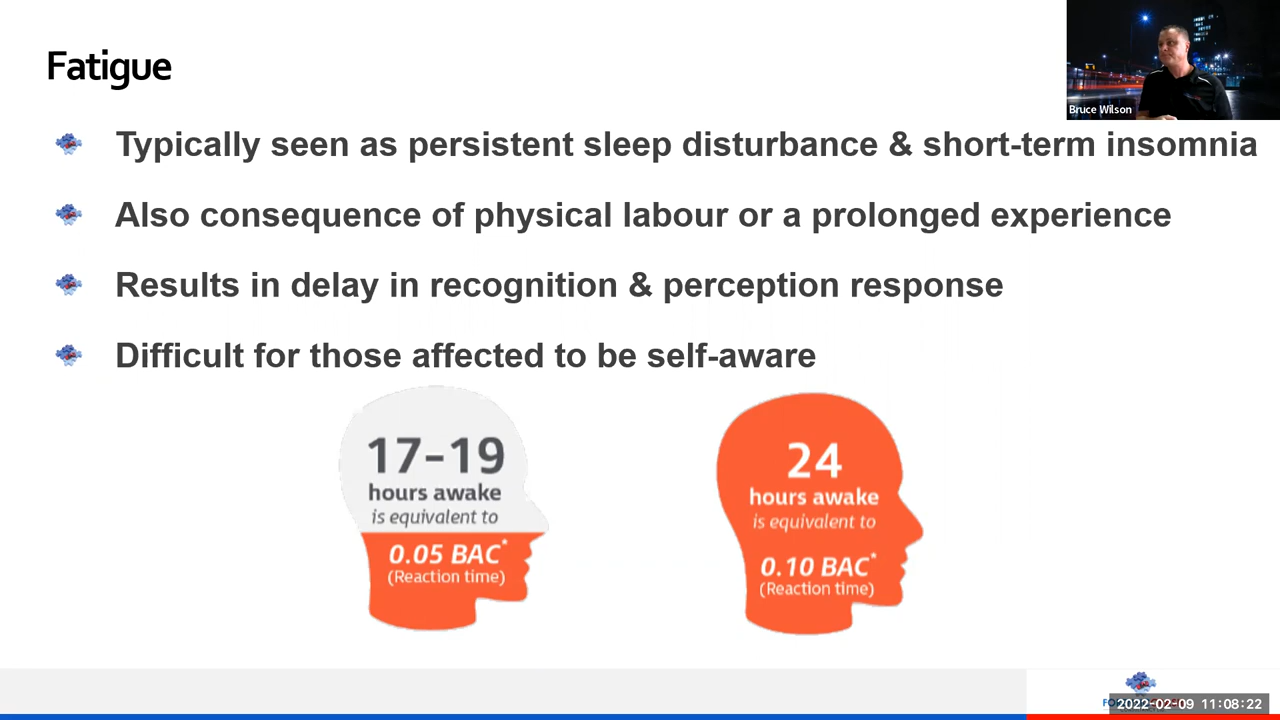 Fatigue
Bruce Wilson
Typically seen as persistent sleep disturbance & short-term insomnia
Also consequence of physical labour or a prolonged experience
Results in delay in recognition & perception response
Difficult for those affected to be self-aware
17-19
hours awake
is equivalent to
0.05 BAC*
(Reaction time)
24
hours awake
is equivalent to
0.10 BAC*
(Reaction time)
2022-02-09 11:08:22